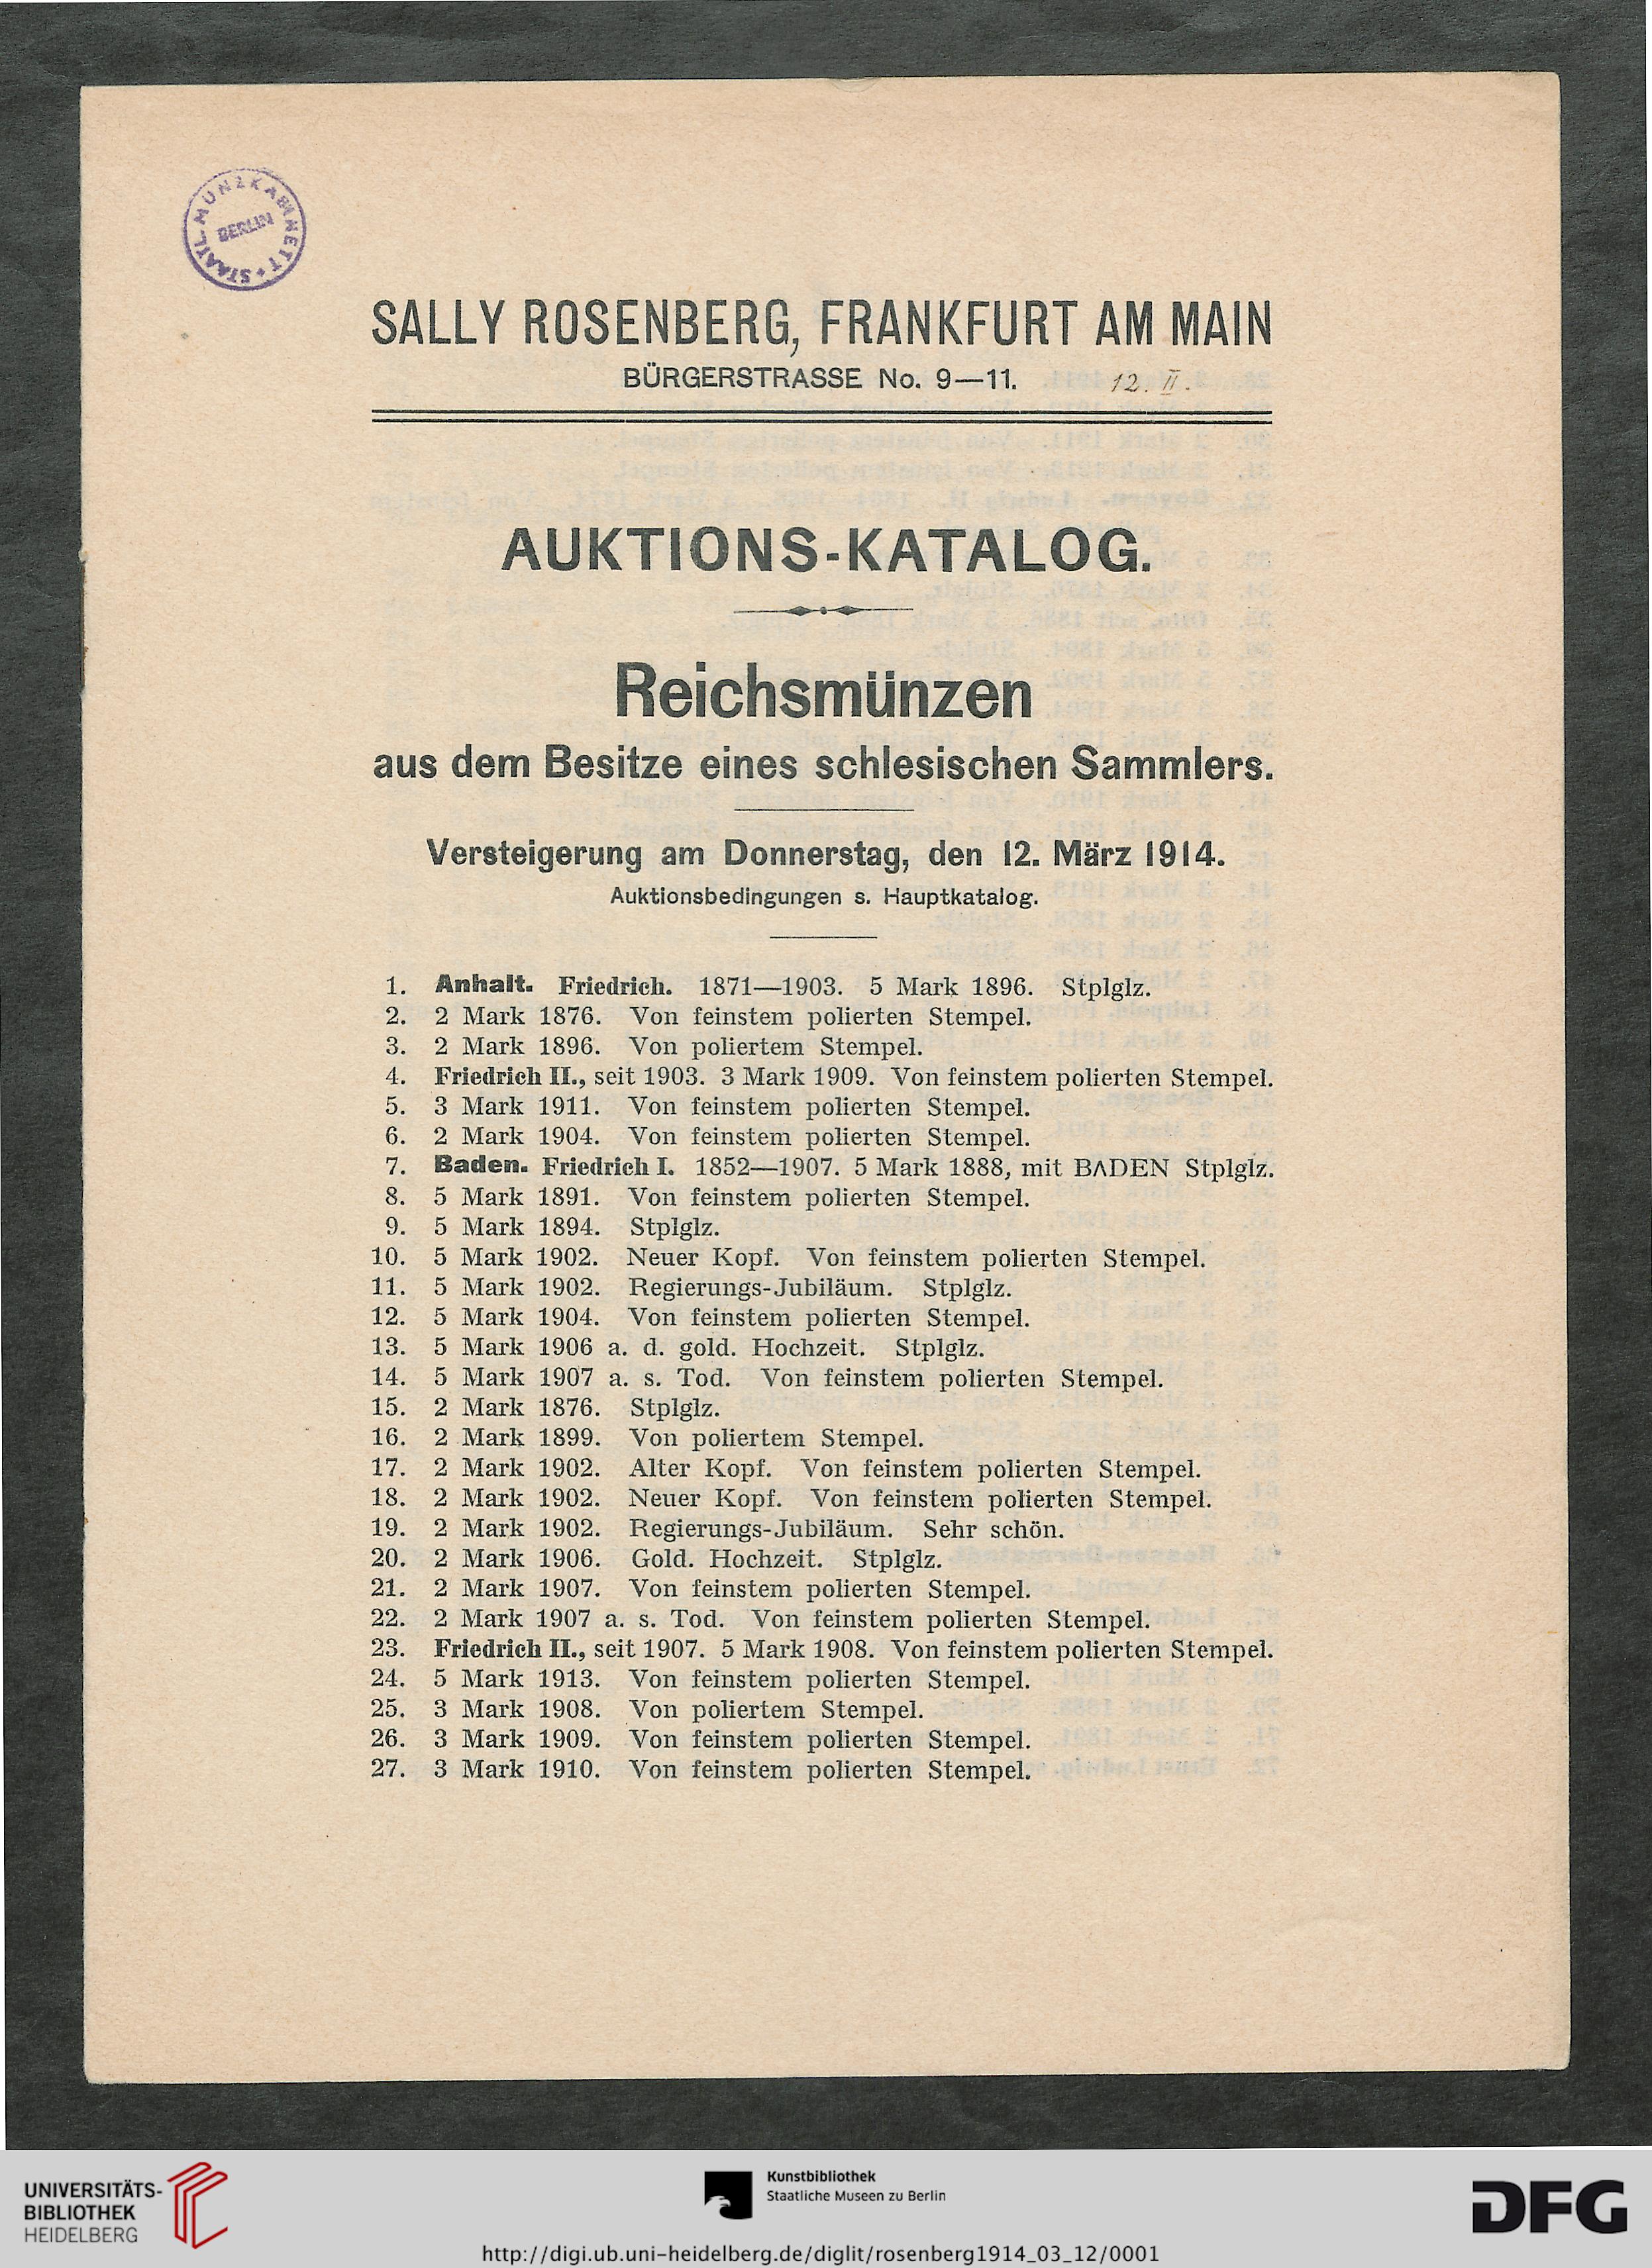 STAATL. MÜNZKABINETT + BERLIN
SALLY ROSENBERG, FRANKFURT AM MAIN
BÜRGERSTRASSE No. 9—11. 12. II.
AUKTIONS-KATALOG.
Reichsmünzen
aus dem Besitze eines schlesischen Sammlers.
Versteigerung am Donnerstag, den 12. März 1914.
Auktionsbedingungen s. Hauptkatalog.
1. Anhalt. Friedrich. 1871—1903. 5 Mark 1896. Stplglz.
2. 2 Mark 1876. Von feinstem polierten Stempel.
3. 2 Mark 1896. Von poliertem Stempel.
4. Friedrich II., seit 1903. 3 Mark 1909. Von feinstem polierten Stempel.
5. 3 Mark 1911. Von feinstem polierten Stempel.
6. 2 Mark 1904. Von feinstem polierten Stempel.
7. Baden. Friedrich I. 1852—1907. 5 Mark 1888, mit BΛDEN Stplglz.
8. 5 Mark 1891. Von feinstem polierten Stempel.
9. 5 Mark 1894. Stplglz.
10. 5 Mark 1902. Neuer Kopf. Von feinstem polierten Stempel.
11. 5 Mark 1902. Regierungs-Jubiläum. Stplglz.
12. 5 Mark 1904. Von feinstem polierten Stempel.
13. 5 Mark 1906 a. d. gold. Hochzeit. Stplglz.
14. 5 Mark 1907 a. s. Tod. Von feinstem polierten Stempel.
15. 2 Mark 1876. Stplglz.
16. 2 Mark 1899. Von poliertem Stempel.
17. 2 Mark 1902. Alter Kopf. Von feinstem polierten Stempel.
18. 2 Mark 1902. Neuer Kopf. Von feinstem polierten Stempel.
19. 2 Mark 1902. Regierungs-Jubiläum. Sehr schön.
20. 2 Mark 1906. Gold. Hochzeit. Stplglz.
21. 2 Mark 1907. Von feinstem polierten Stempel.
22. 2 Mark 1907 a. s. Tod. Von feinstem polierten Stempel.
23. Friedrich II., seit 1907. 5 Mark 1908. Von feinstem polierten Stempel.
24. 5 Mark 1913. Von feinstem polierten Stempel.
25. 3 Mark 1908. Von poliertem Stempel.
26. 3 Mark 1909. Von feinstem polierten Stempel.
27. 3 Mark 1910. Von feinstem polierten Stempel.
UNIVERSITÄTS-
BIBLIOTHEK
HEIDELBERG
Kunstbibliothek
Staatliche Museen zu Berlin
DFG
http://digi.ub.uni-heidelberg.de/diglit/rosenberg1914_03_12/0001